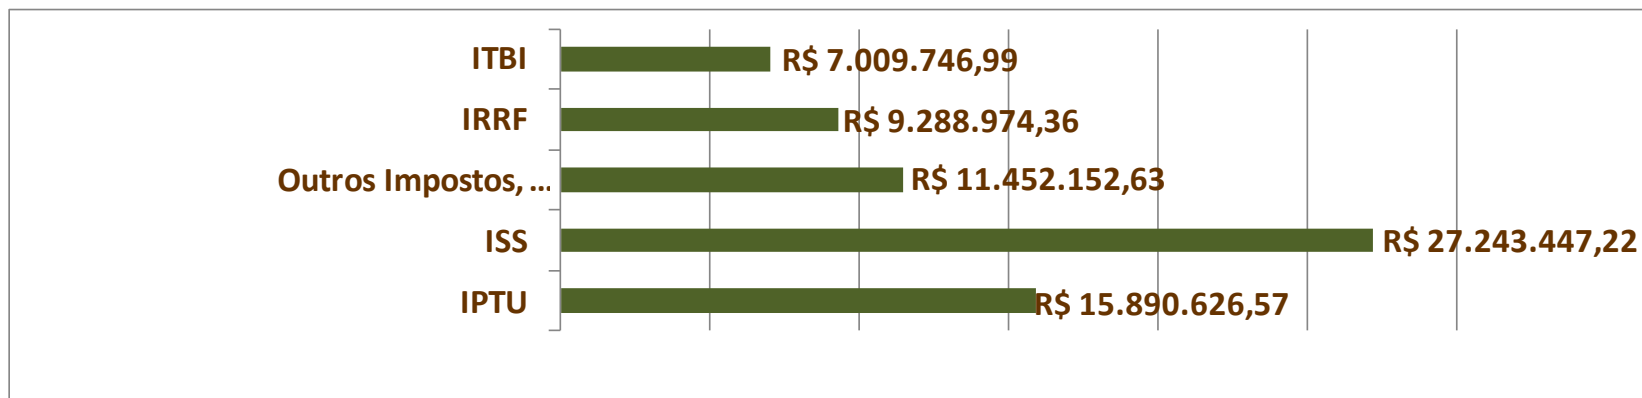 ITBI R$ 7.009.746,99
IRRF R$ 9.288.974,36
Outros Impostos, ... R$ 11.452.152,63
ISS R$ 27.243.447,22
IPTU R$ 15.890.626,57